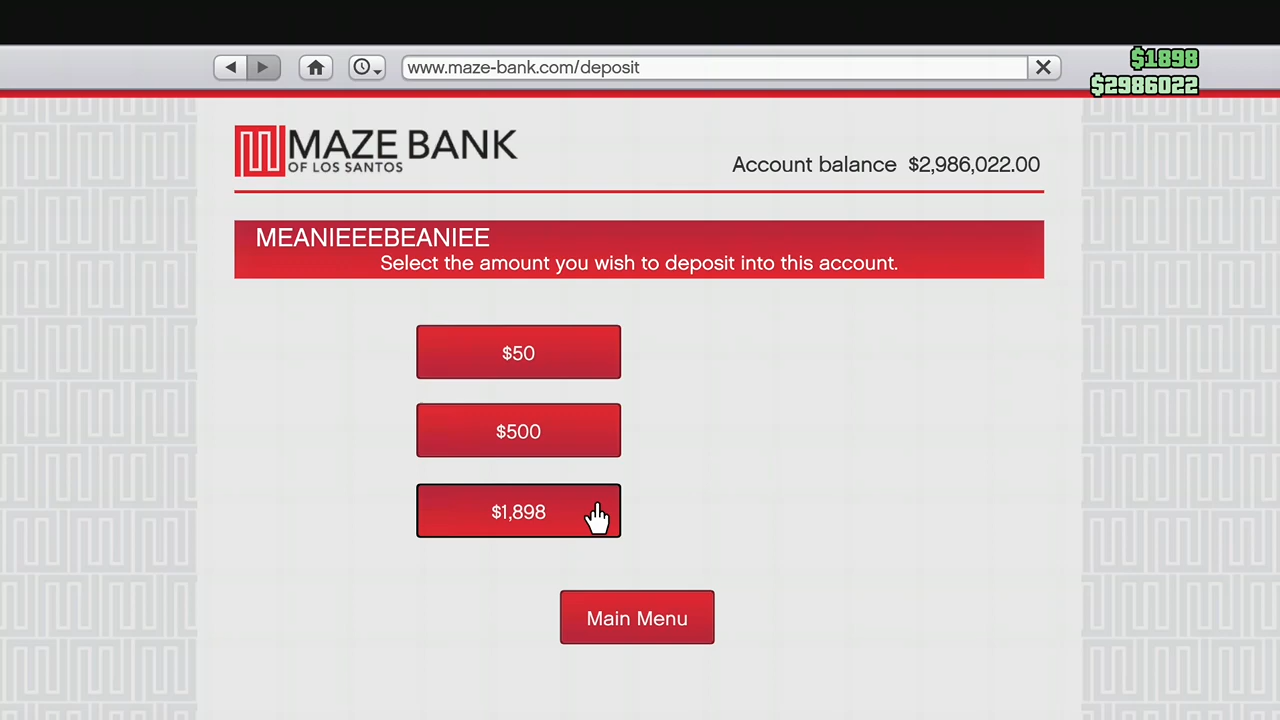 www.maze-bank.com/deposit
$1898
$2986022
MAZE BANK
OF LOS SANTOS
Account balance $2,986,022.00
MEANIEEEBEANIEE
Select the amount you wish to deposit into this account.
$50
$500
$1,898
Main Menu